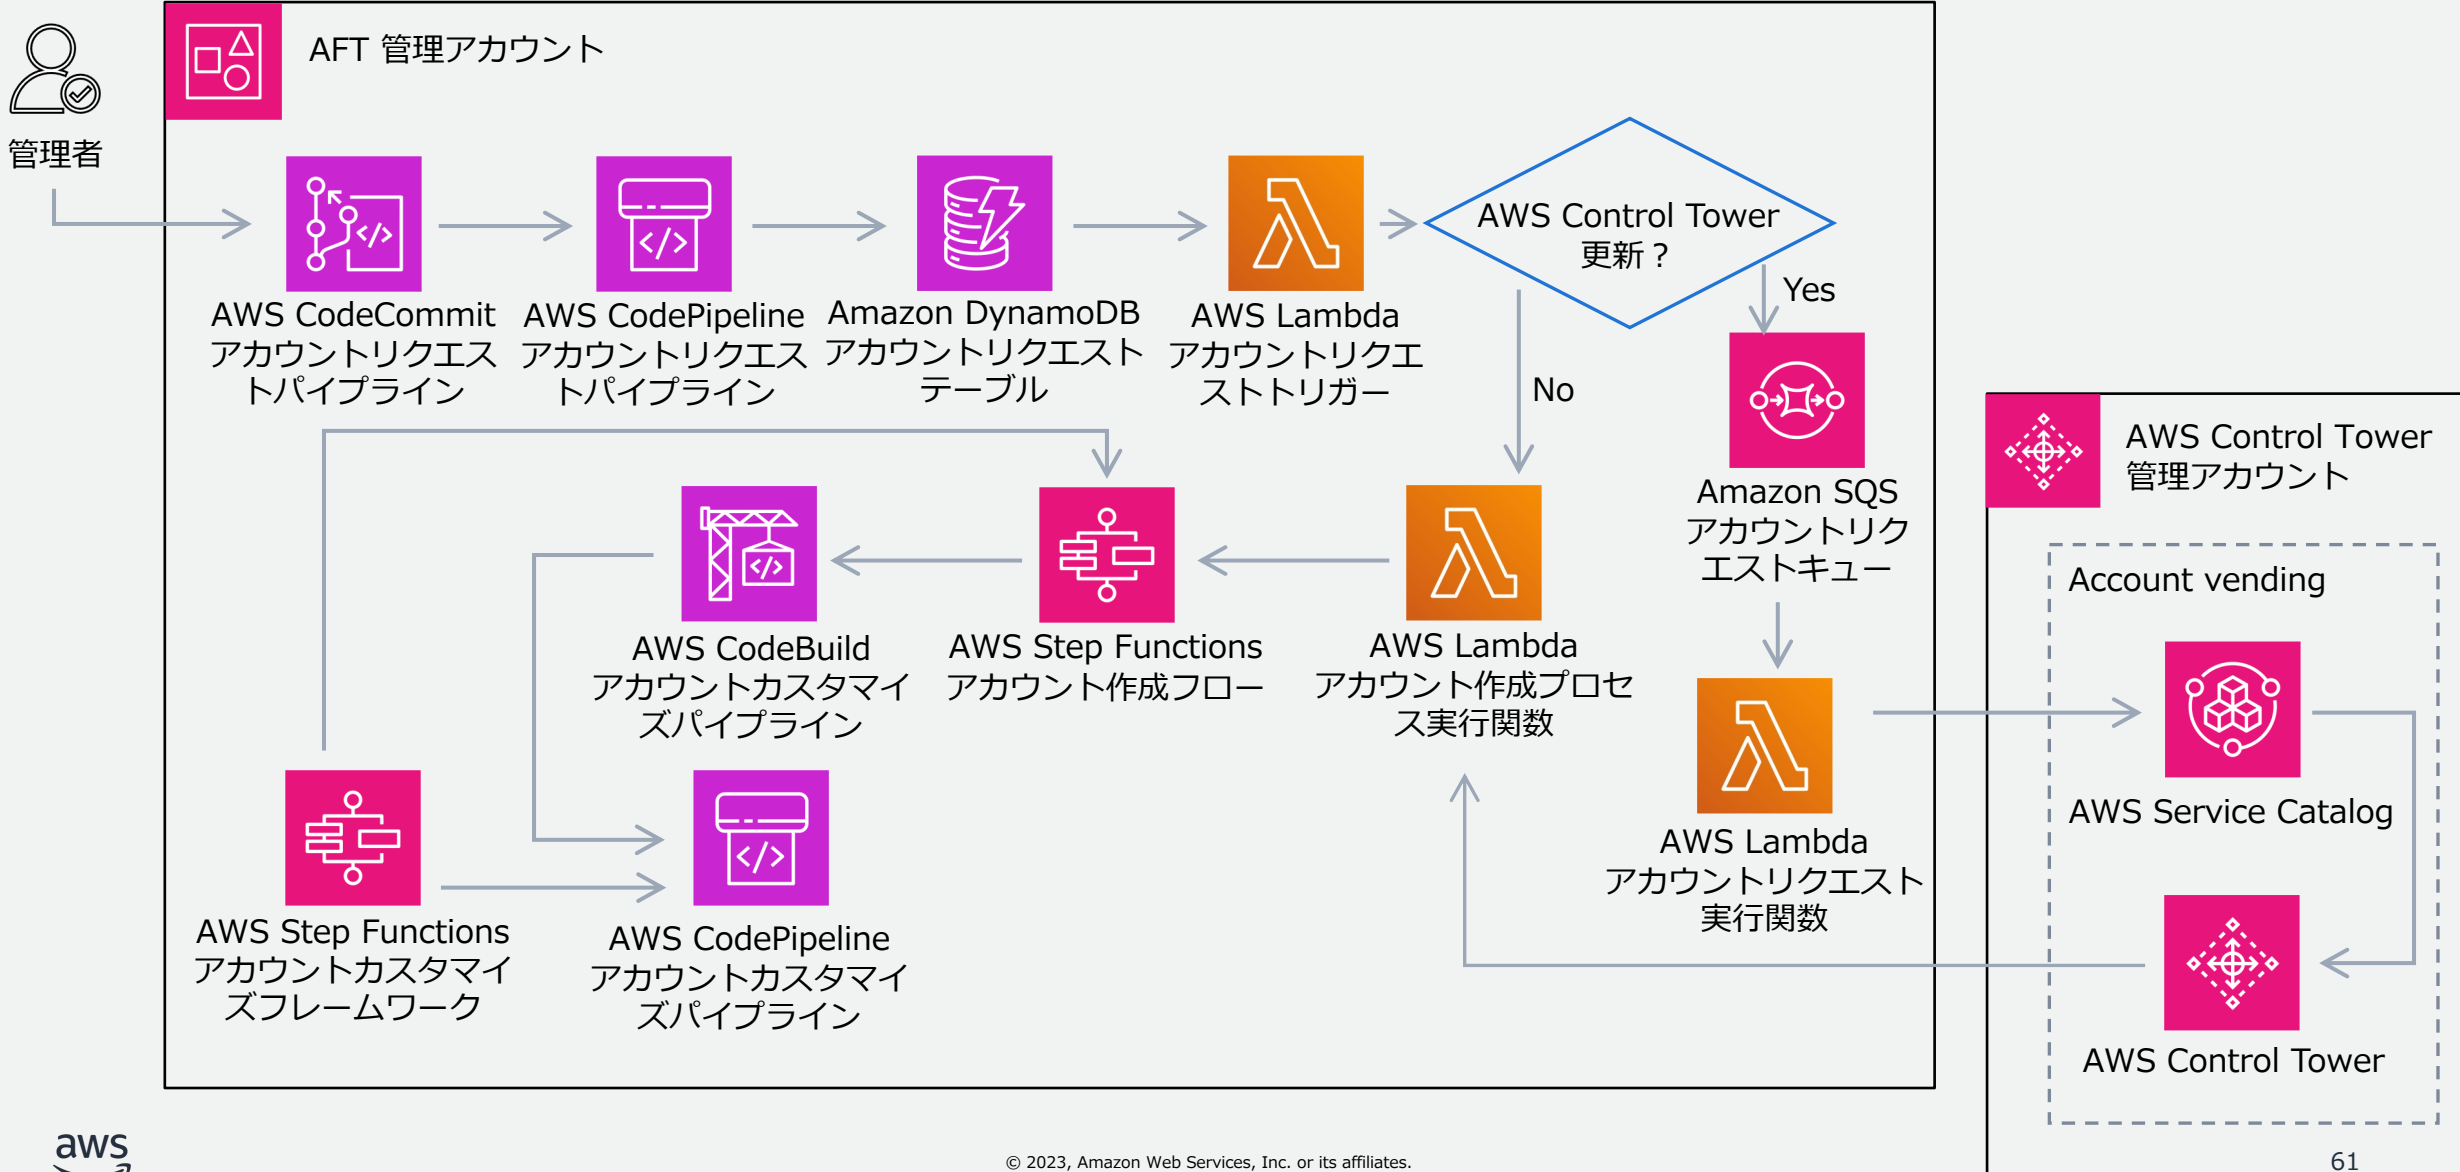 AFT 管理アカウント
管理者
AWS CodeCommit
アカウントリクエス
トパイプライン
AWS CodePipeline
アカウントリクエス
トパイプライン
Amazon DynamoDB
アカウントリクエスト
テーブル
AWS Lambda
アカウントリクエ
ストトリガー
AWS Control Tower
更新？
Yes
No
Amazon SQS
アカウントリク
エストキュー
AWS CodeBuild
アカウントカスタマイ
ズパイプライン
AWS Step Functions
アカウント作成フロー
AWS Lambda
アカウント作成プロセ
ス実行関数
AWS Lambda
アカウントリクエスト
実行関数
AWS Step Functions
アカウントカスタマイ
ズフレームワーク
AWS CodePipeline
アカウントカスタマイ
ズパイプライン
AWS Control Tower
管理アカウント
Account vending
AWS Service Catalog
AWS Control Tower
aws
© 2023, Amazon Web Services, Inc. or its affiliates.
61